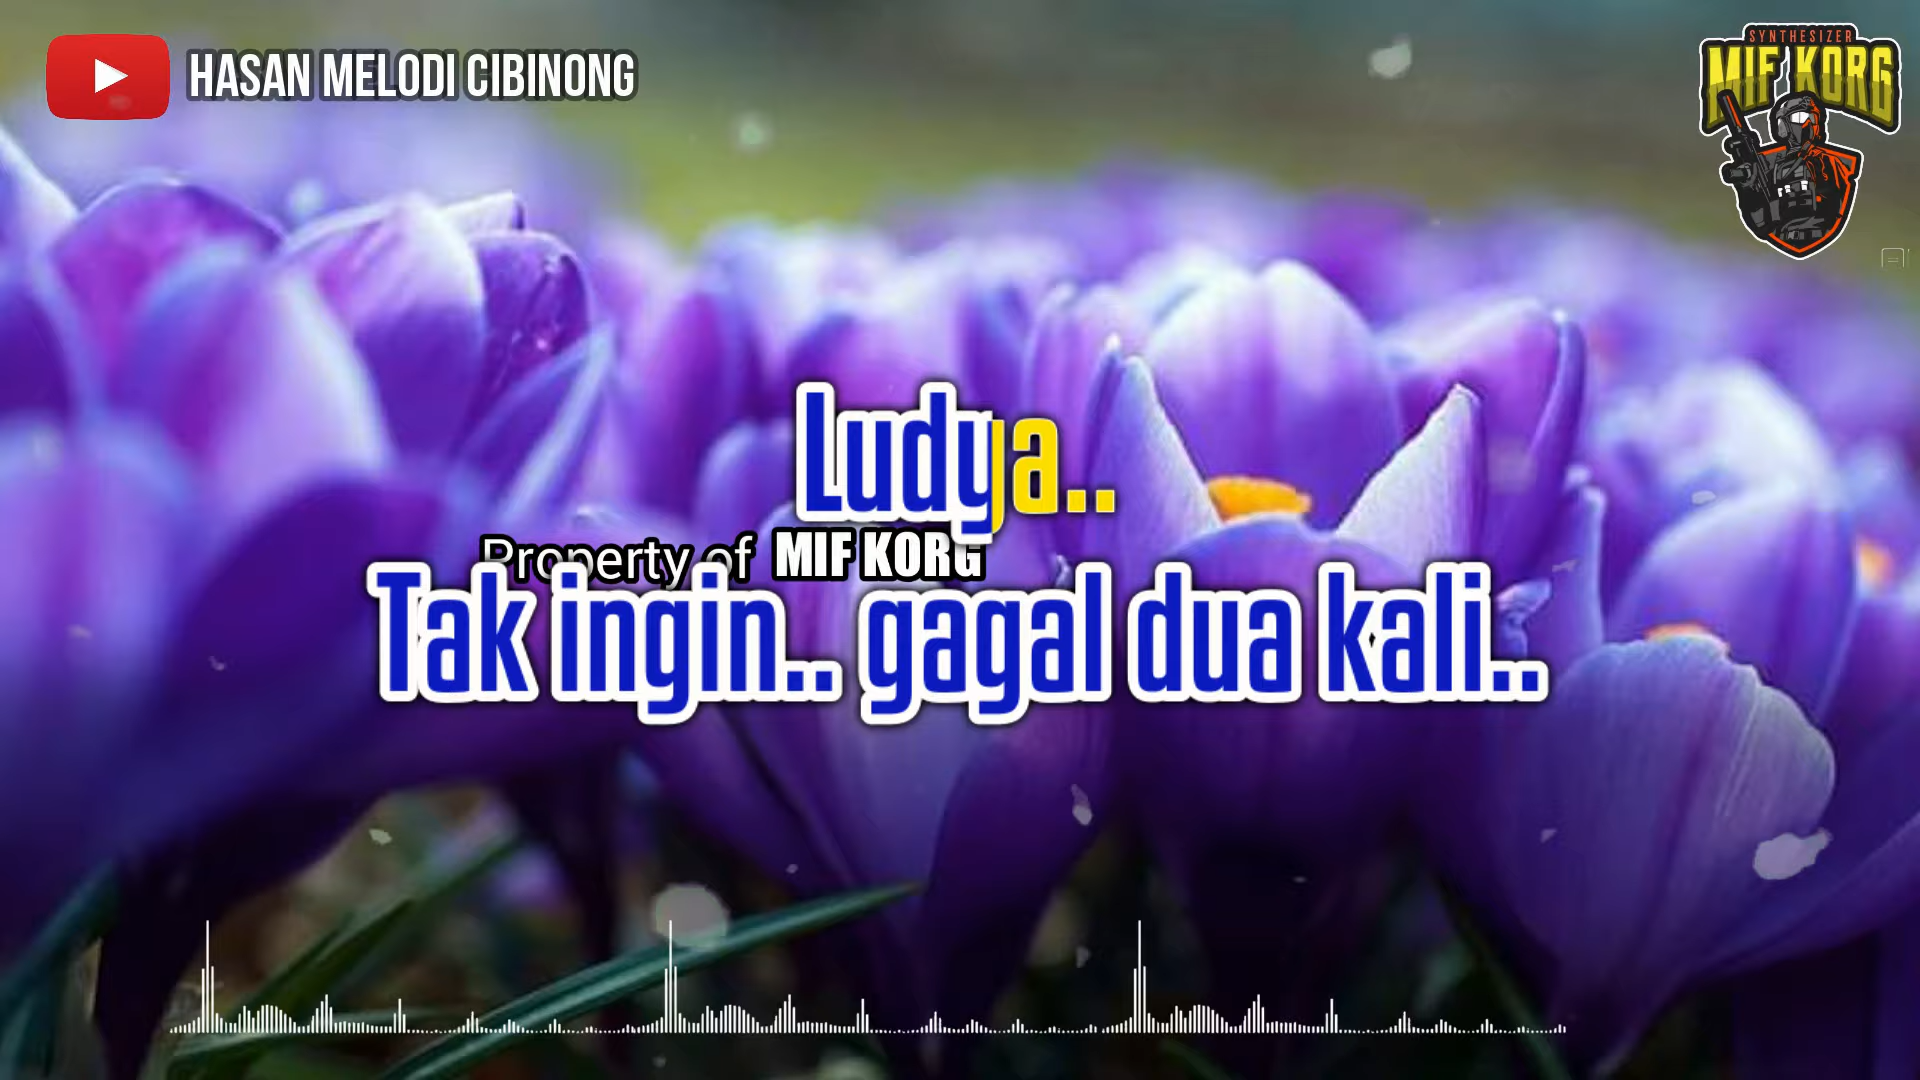 HASAN MELODI CIBINONG
SYNTHESIZER
MIF KORG
Ludya..
Property of MIF KORG
Tak ingin.. gagal dua kali..